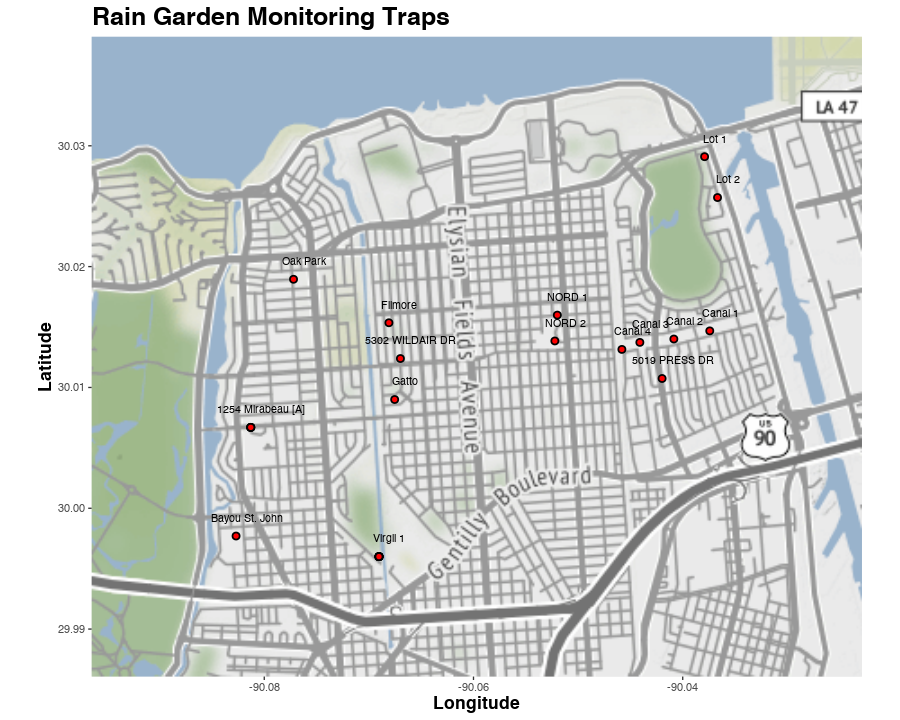 Rain Garden Monitoring Traps
LA 47
Lot 1
30.03
Lot 2
Elysian Fields Avenue
Oak Park
30.02
NORD 1
Filmore
Canal 1
NORD 2
Canal 3
Canal 2
Canal 4
5302 WILDAIR DR
5019 PRESS DR
Latitude
30.01
Gatto
1254 Mirabeau [A]
US
90
Gentilly Boulevard
30.00
Bayou St. John
Virgil 1
29.99
-90.08
-90.06
-90.04
Longitude